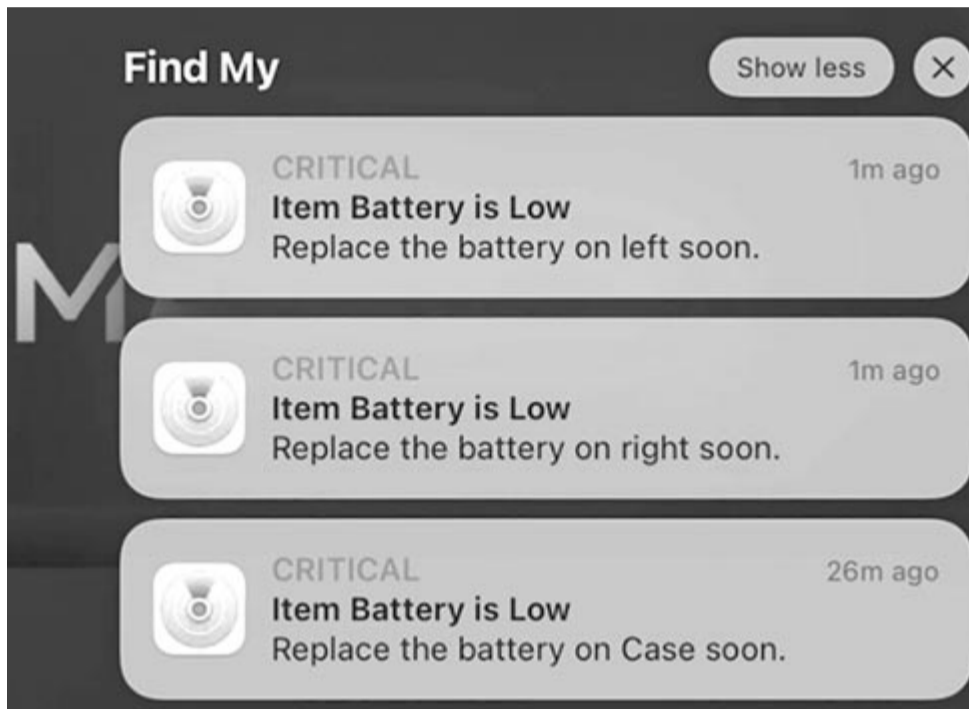 Find My
Show less
CRITICAL
1m ago
Item Battery is Low
Replace the battery on left soon.
CRITICAL
1m ago
Item Battery is Low
Replace the battery on right soon.
CRITICAL
26m ago
Item Battery is Low
Replace the battery on Case soon.